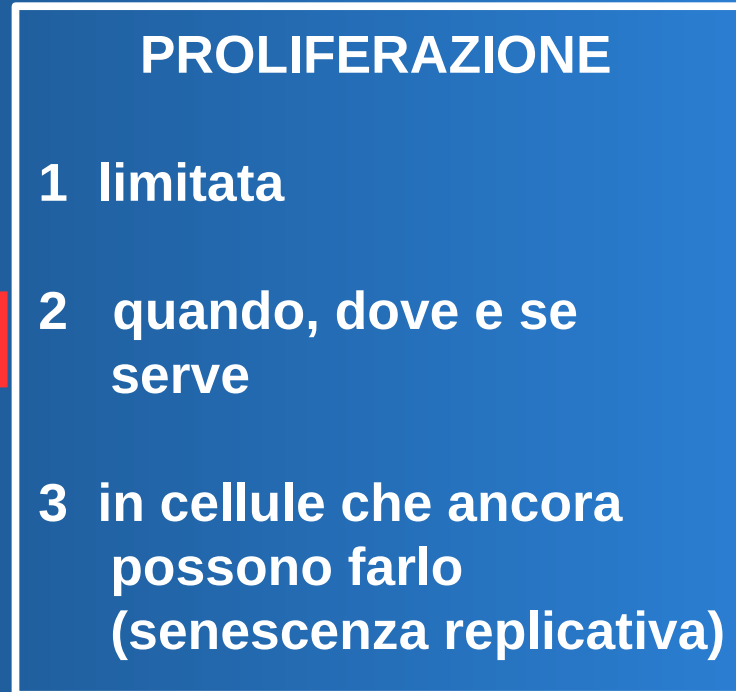 PROLIFERAZIONE
1 limitata
2 quando, dove e se
serve
3 in cellule che ancora
possono farlo
(senescenza replicativa)